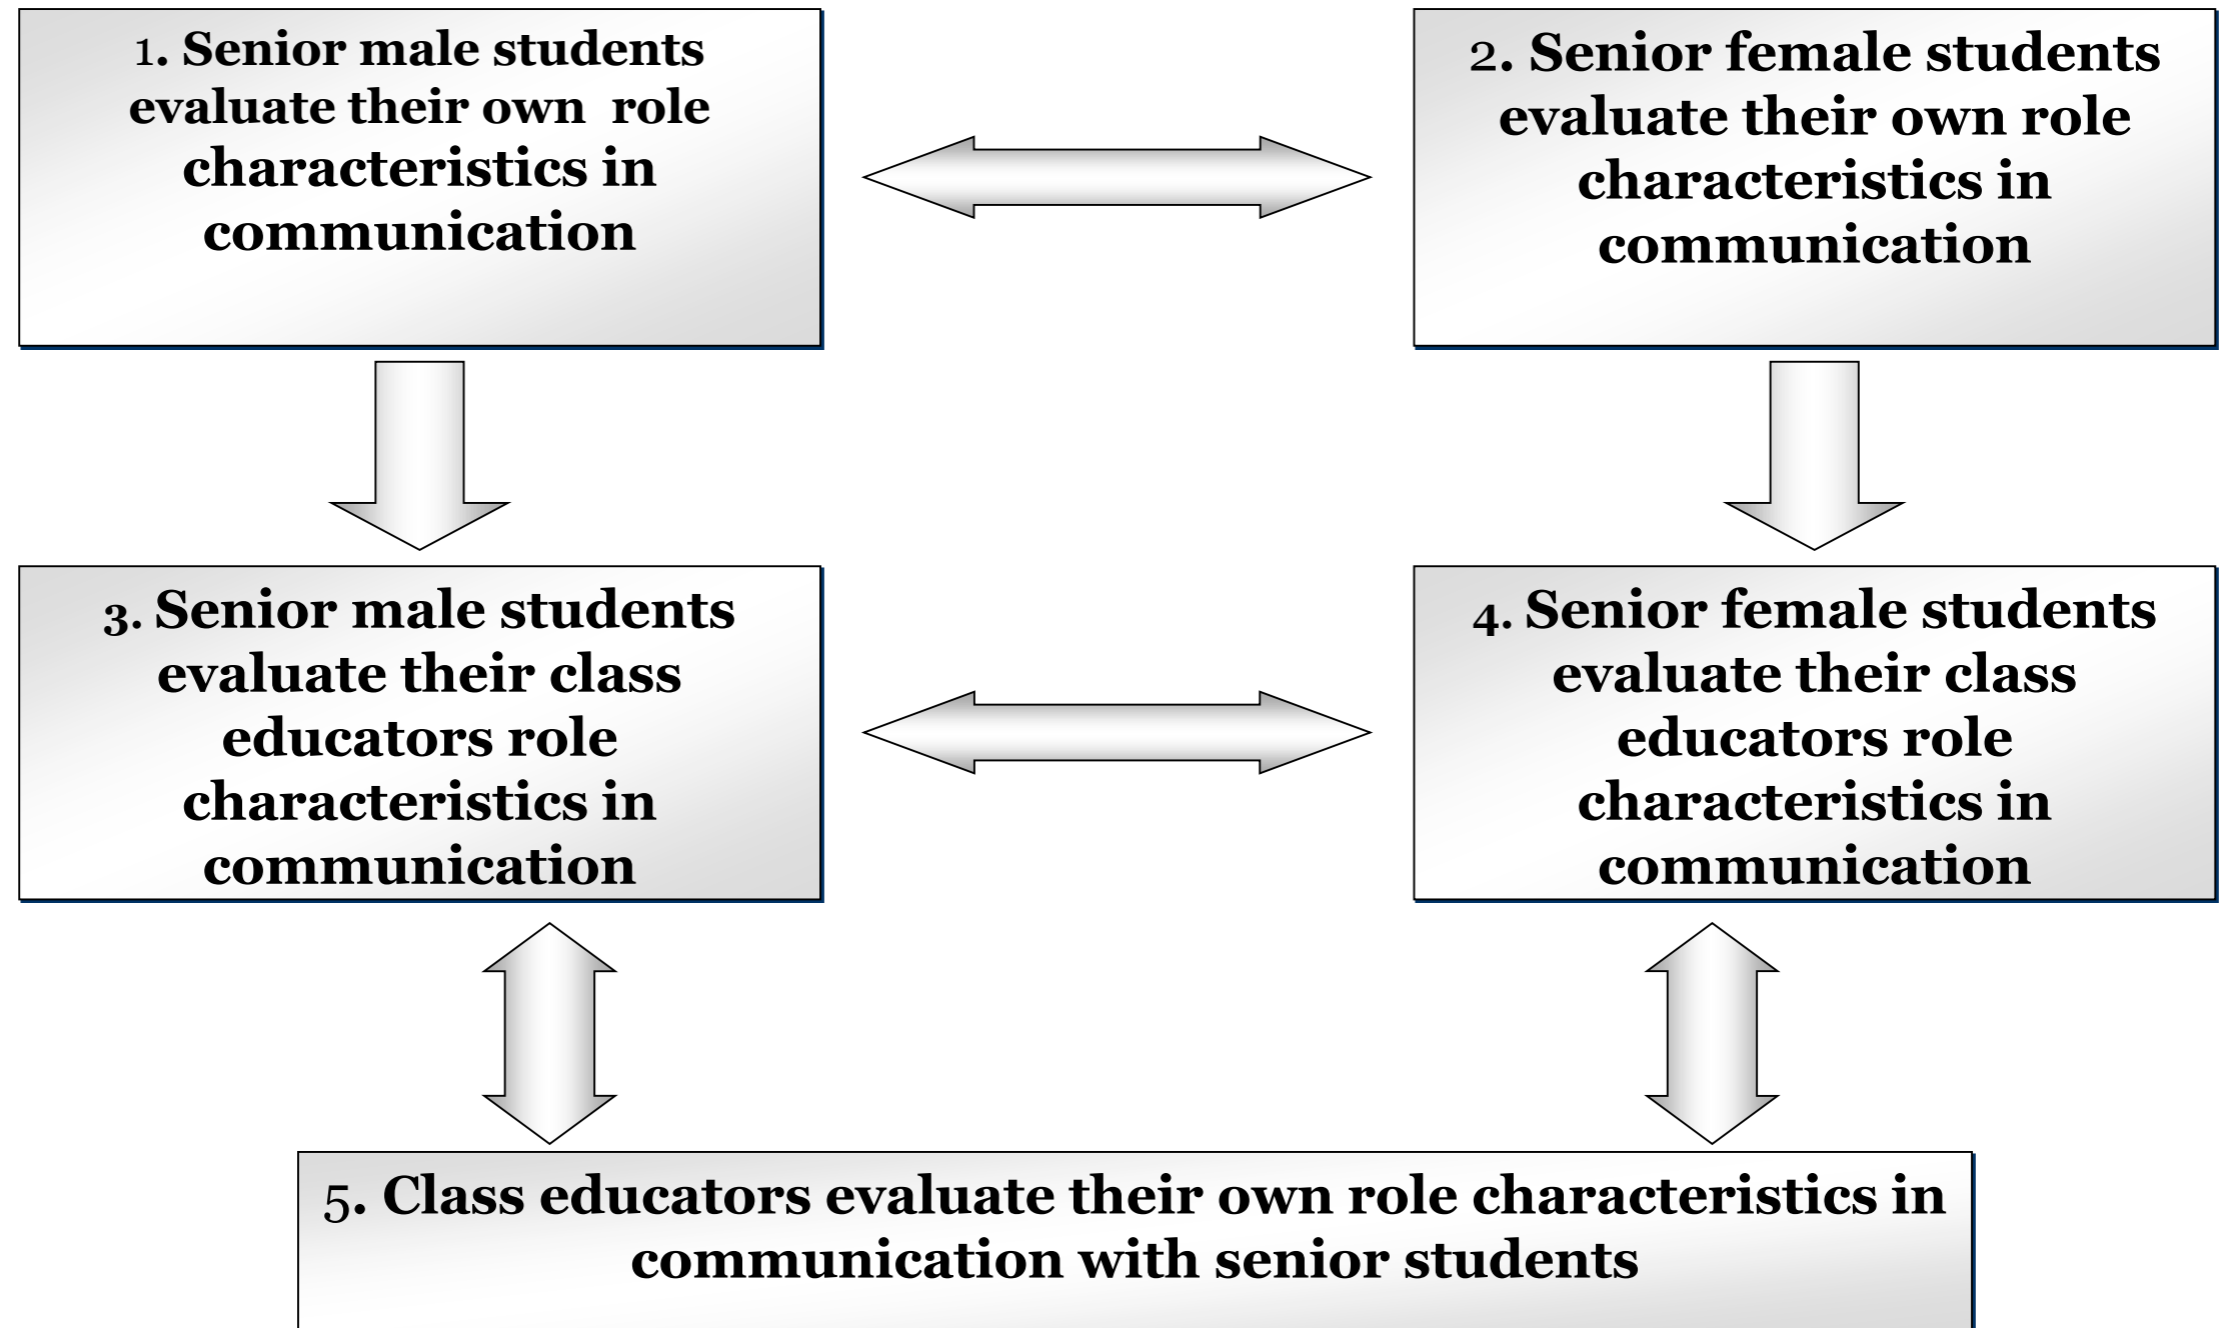 1. Senior male students
evaluate their own role
characteristics in
communication
2. Senior female students
evaluate their own role
characteristics in
communication
3. Senior male students
evaluate their class
educators role
characteristics in
communication
4. Senior female students
evaluate their class
educators role
characteristics in
communication
5. Class educators evaluate their own role characteristics in
communication with senior students